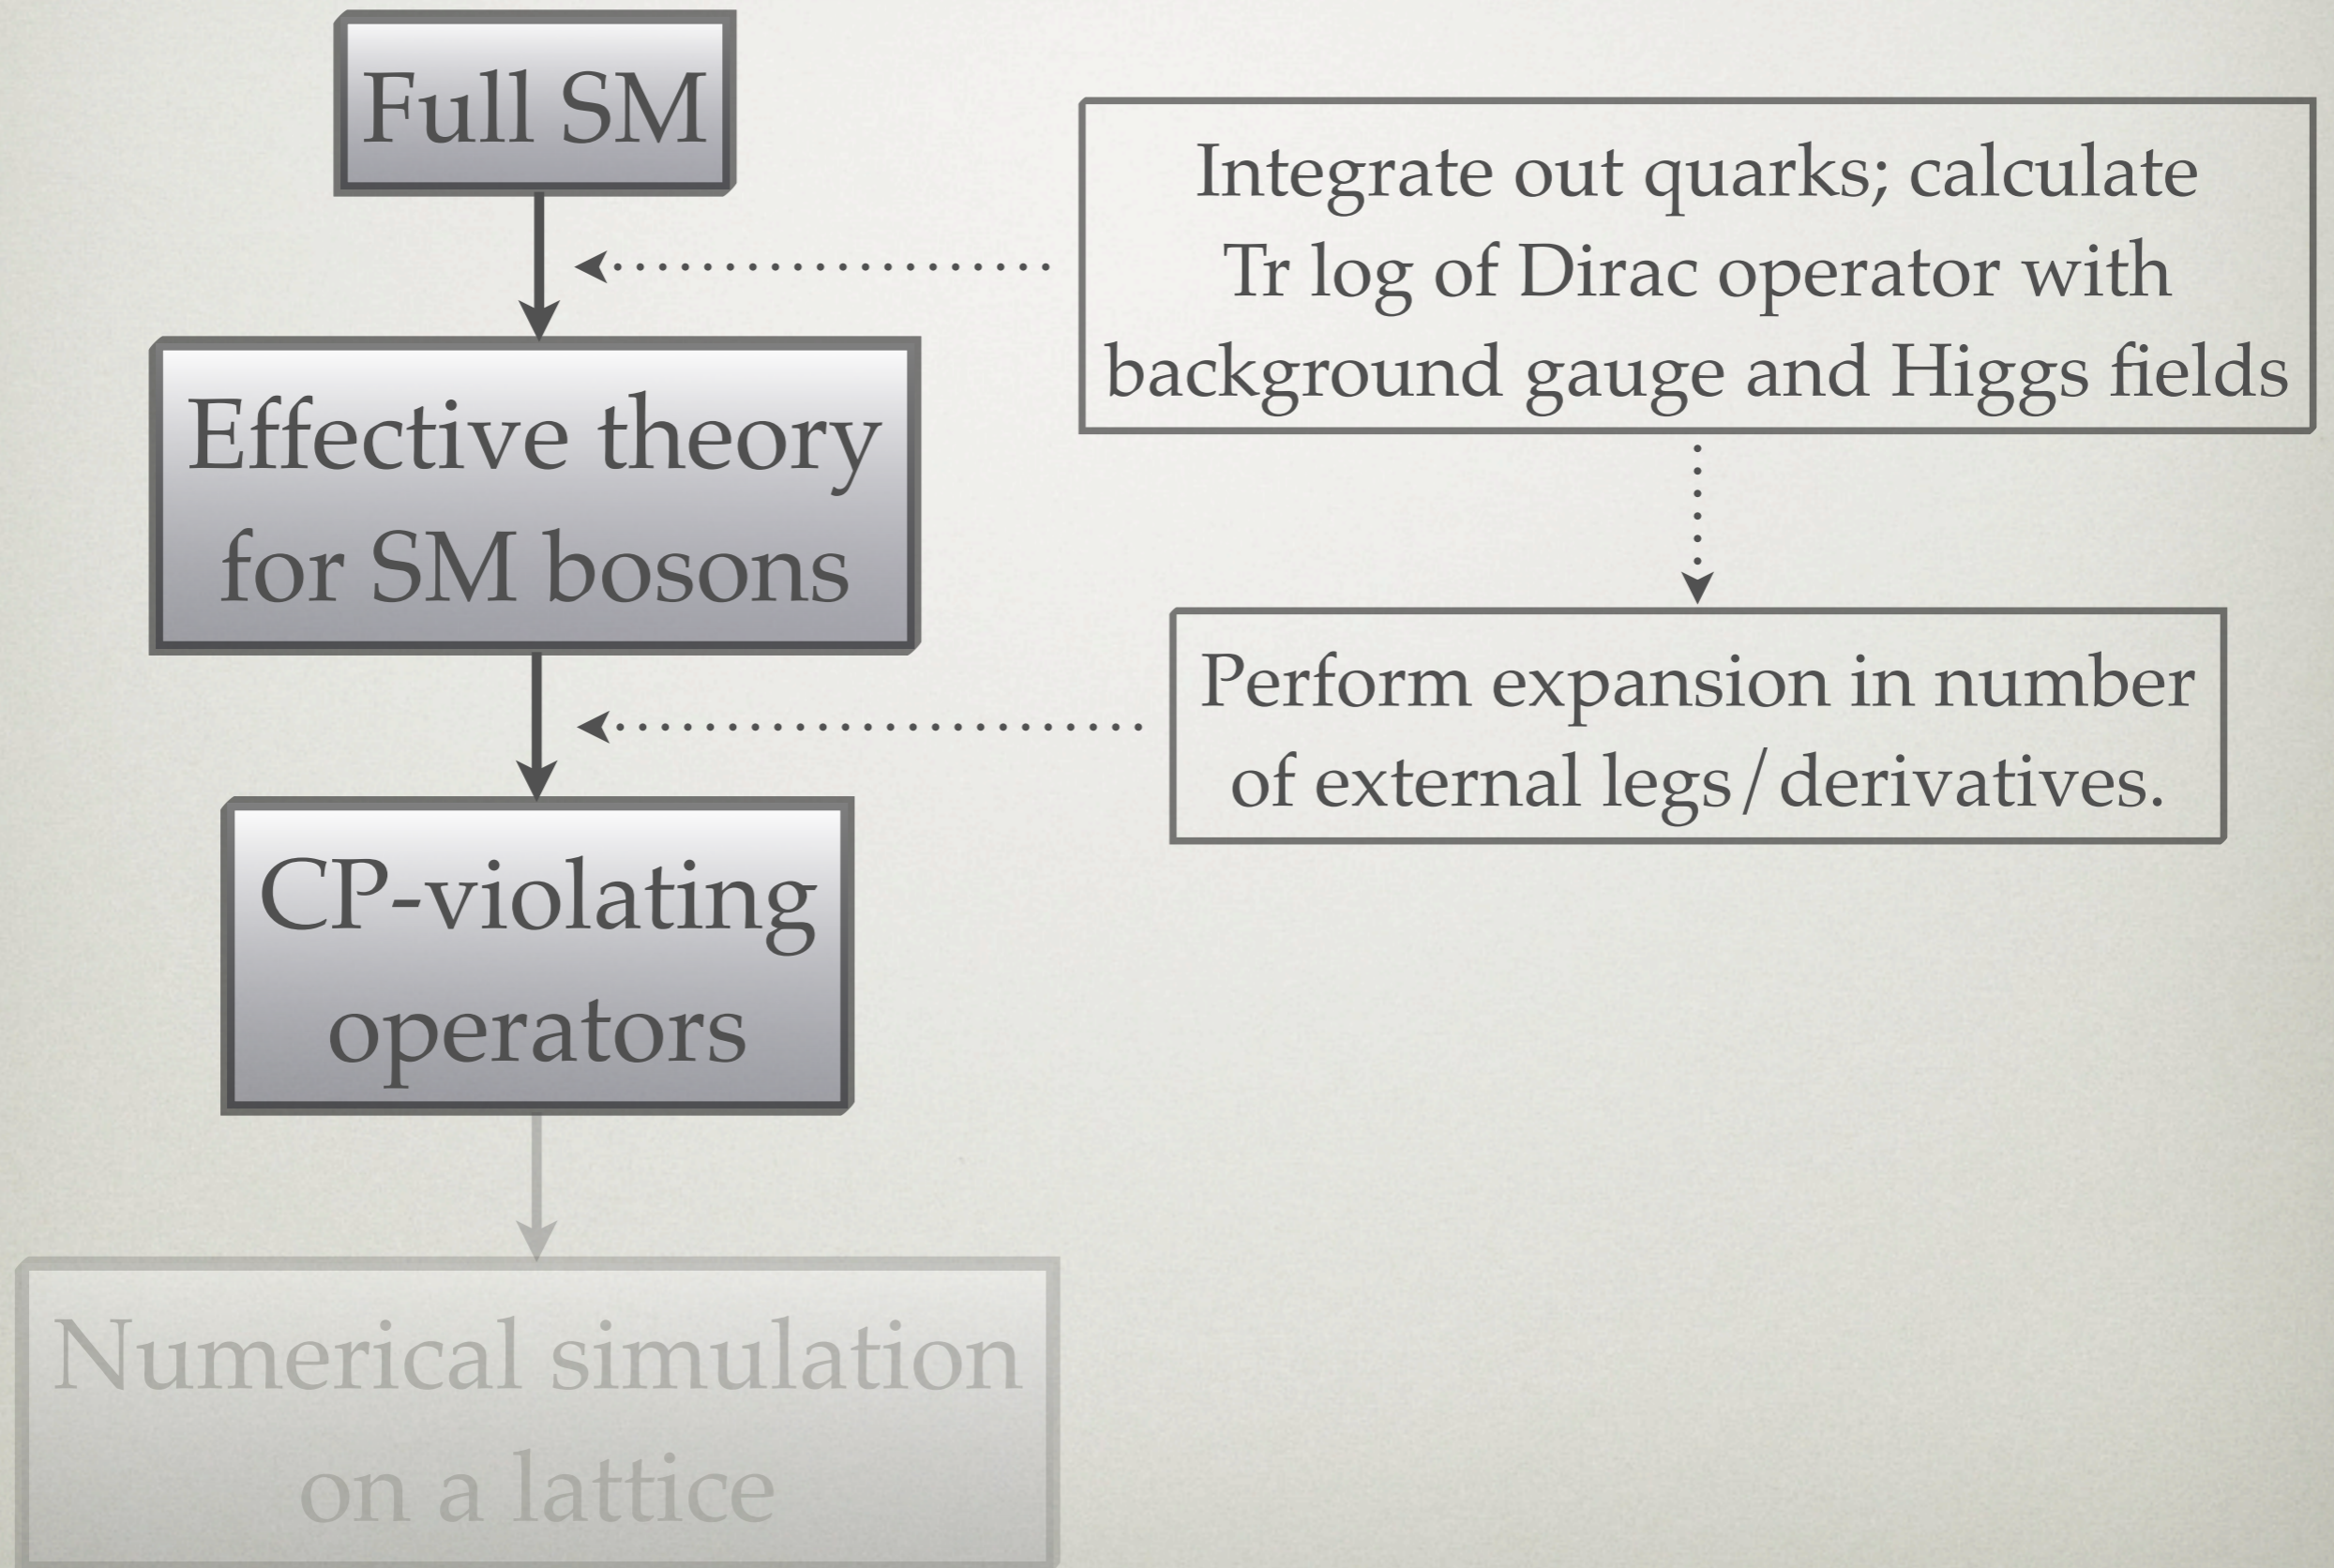 Full SM
Integrate out quarks; calculate
Tr log of Dirac operator with
background gauge and Higgs fields
Effective theory
for SM bosons
Perform expansion in number
of external legs/derivatives.
CP-violating
operators
Numerical simulation
on a lattice